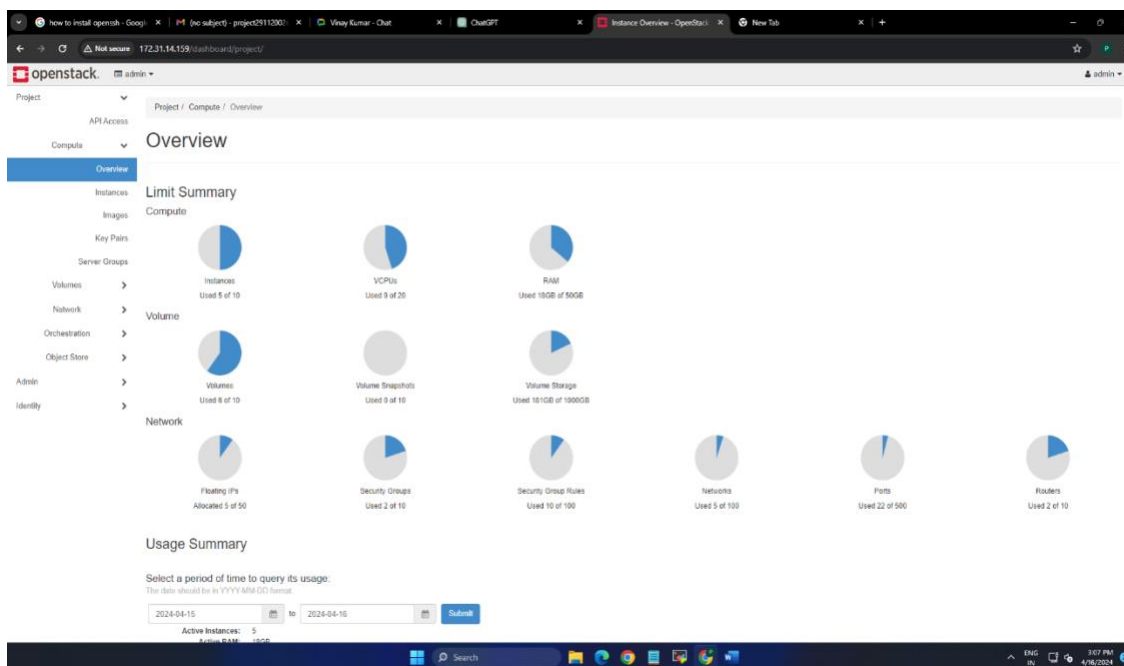 how to install openssh - Googl
(no subject) - project2911200
Vinay Kumar - Chat
ChatGPT
Instance Overview - OpenStack
New Tab
Not secure 172.31.14.159/dashboard/project/
openstack. admin
admin
Project
API Access
Compute
Overview
Instances
Images
Key Pairs
Server Groups
Volumes
Network
Orchestration
Object Store
Admin
Identity
Project / Compute / Overview
Overview
Limit Summary
Compute
Instances
Used 5 of 10
VCPUs
Used 9 of 20
RAM
Used 18GB of 50GB
Volume
Volumes
Used 6 of 10
Volume Snapshots
Used 0 of 10
Volume Storage
Used 181GB of 1000GB
Network
Floating IPs
Allocated 5 of 50
Security Groups
Used 2 of 10
Security Group Rules
Used 10 of 100
Networks
Used 5 of 100
Ports
Used 22 of 500
Routers
Used 2 of 10
Usage Summary
Select a period of time to query its usage:
The date should be in YYYY-MM-DD format.
2024-04-15 to 2024-04-16 Submit
Active Instances: 5
Active RAM: 18GB
Search
ENG
IN
3:07 PM
4/16/2024